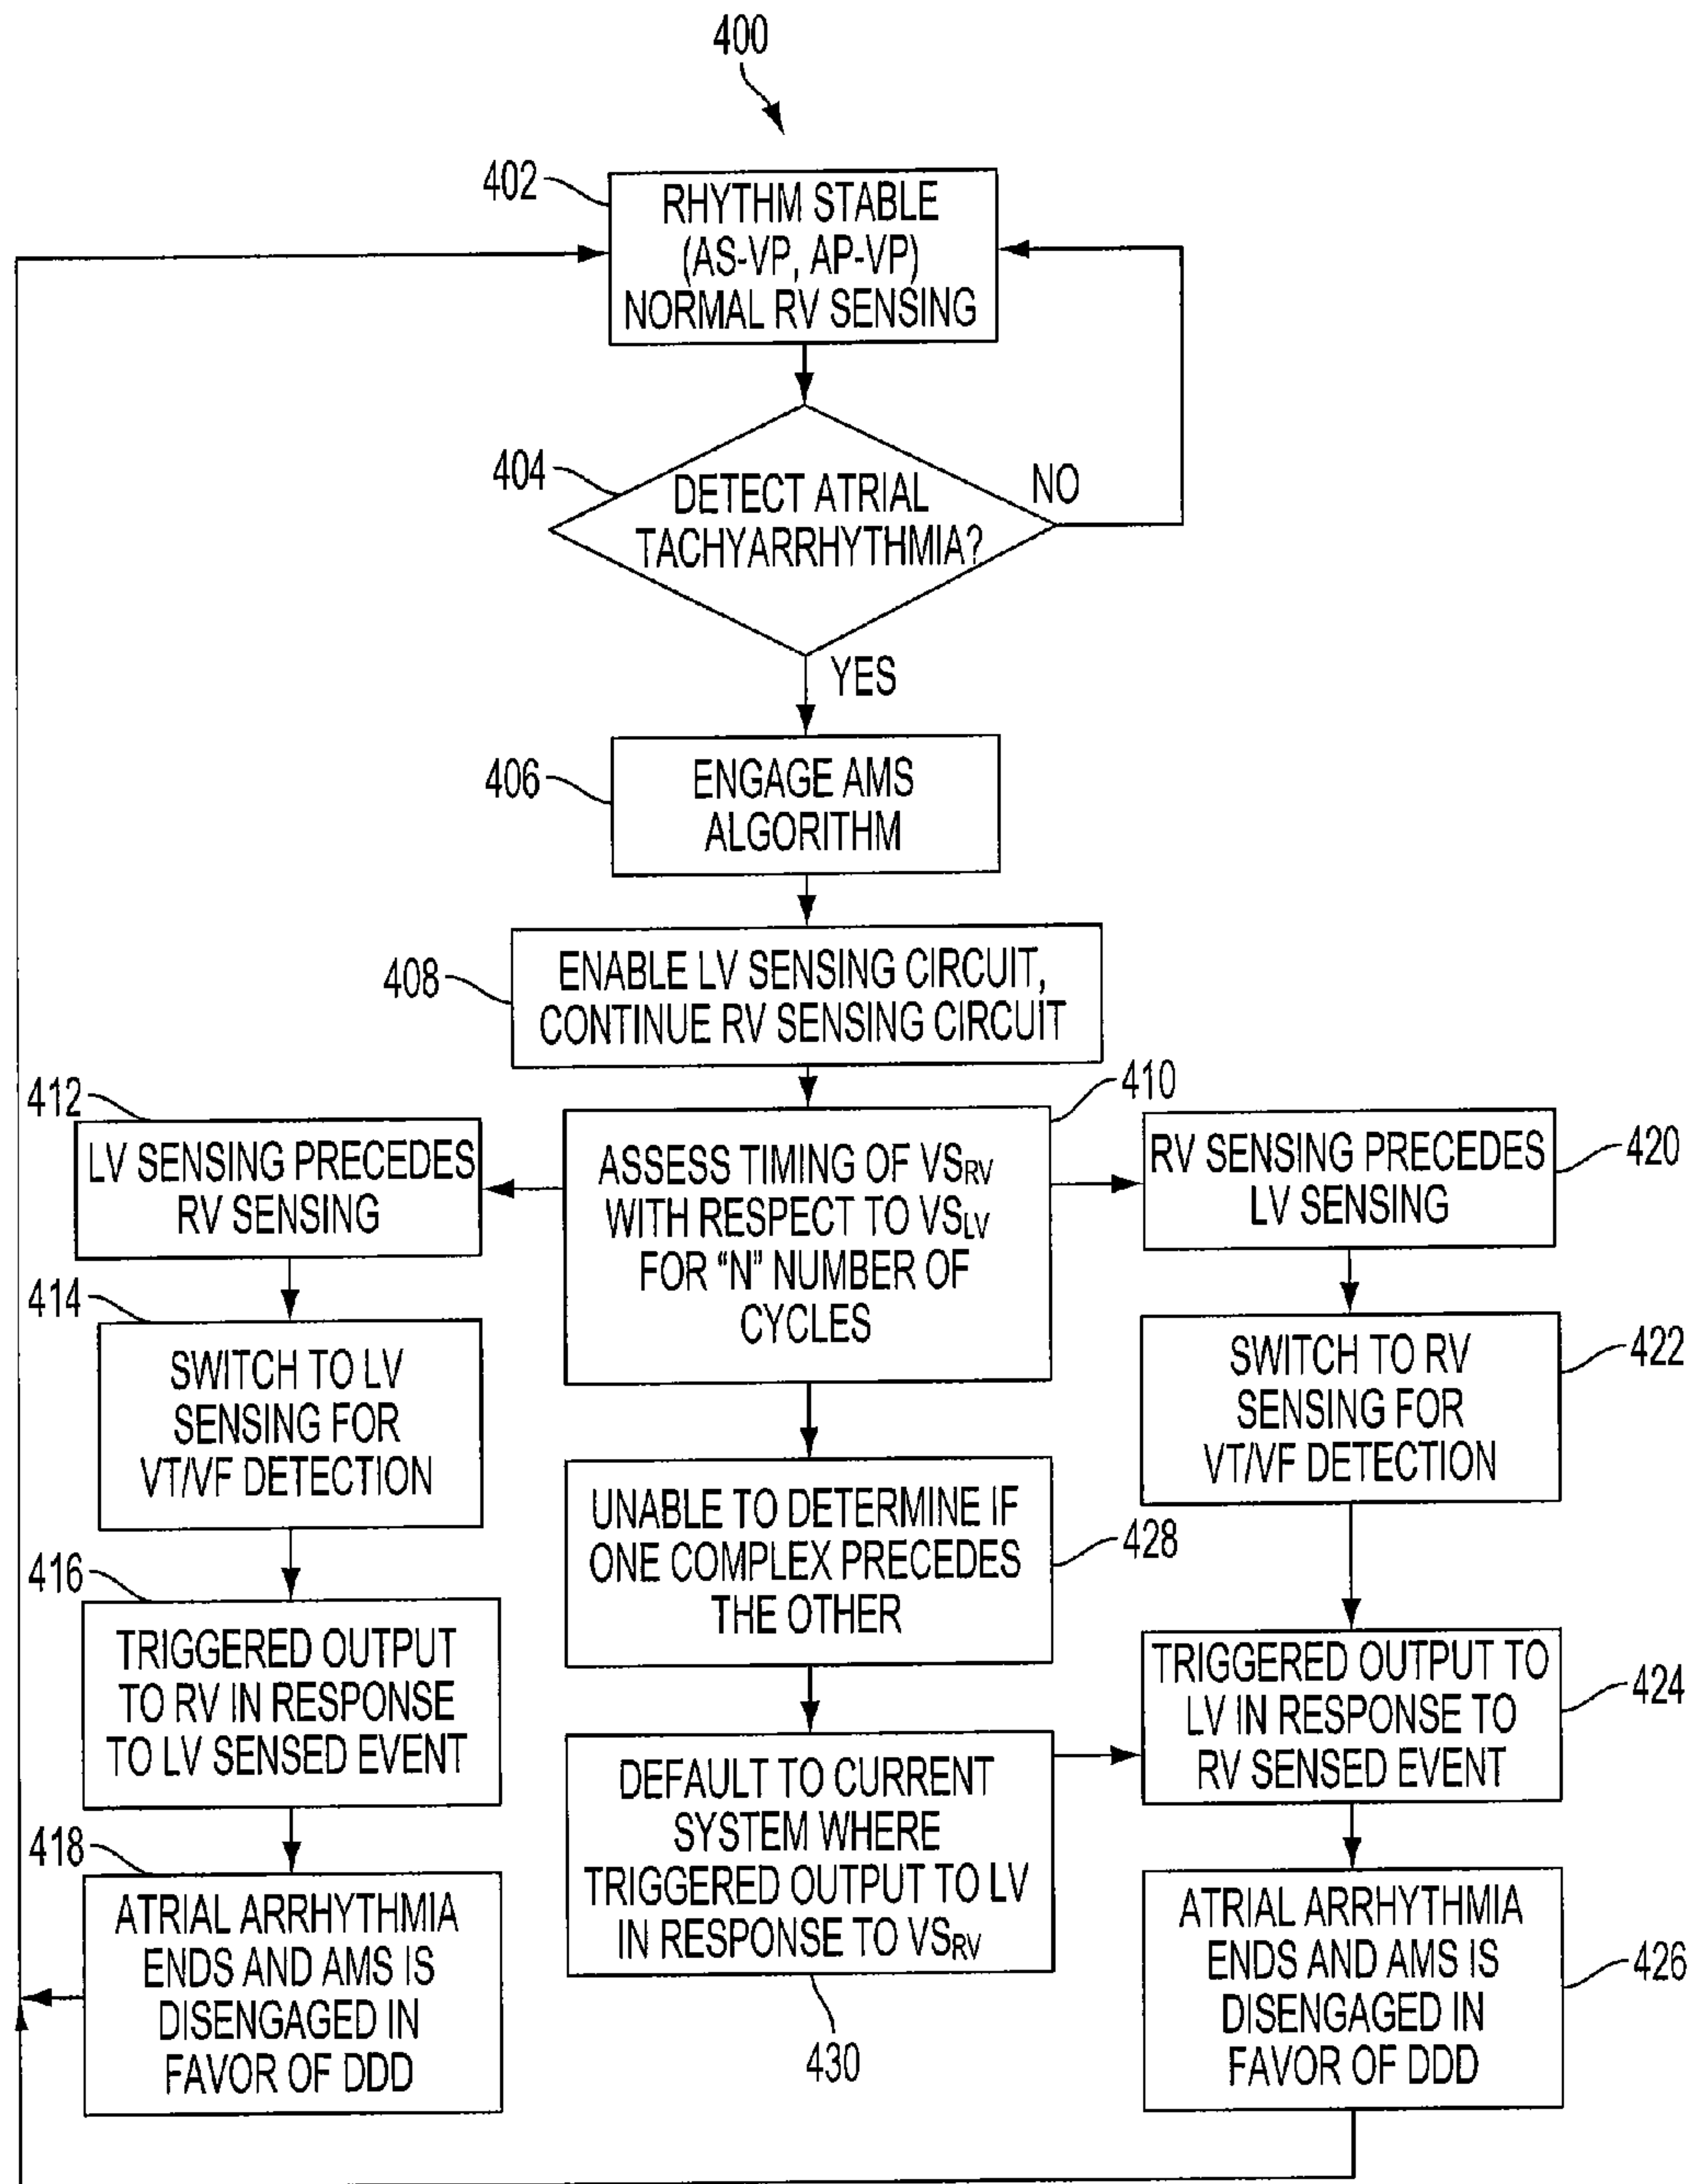 400
402
RHYTHM STABLE
(AS-VP, AP-VP)
NORMAL RV SENSING
404
DETECT ATRIAL
TACHYARRHYTHMIA?
NO
YES
406
ENGAGE AMS
ALGORITHM
408
ENABLE LV SENSING CIRCUIT,
CONTINUE RV SENSING CIRCUIT
410
ASSESS TIMING OF VSRV
WITH RESPECT TO VSLV
FOR “N” NUMBER OF
CYCLES
412
LV SENSING PRECEDES
RV SENSING
414
SWITCH TO LV
SENSING FOR
VT/VF DETECTION
416
TRIGGERED OUTPUT
TO RV IN RESPONSE
TO LV SENSED EVENT
418
ATRIAL ARRHYTHMIA
ENDS AND AMS IS
DISENGAGED IN
FAVOR OF DDD
UNABLE TO DETERMINE IF
ONE COMPLEX PRECEDES
THE OTHER
428
DEFAULT TO CURRENT
SYSTEM WHERE
TRIGGERED OUTPUT TO LV
IN RESPONSE TO VSRV
430
RV SENSING PRECEDES
LV SENSING
420
SWITCH TO RV
SENSING FOR
VT/VF DETECTION
422
TRIGGERED OUTPUT TO
LV IN RESPONSE TO
RV SENSED EVENT
424
ATRIAL ARRHYTHMIA
ENDS AND AMS IS
DISENGAGED IN
FAVOR OF DDD
426